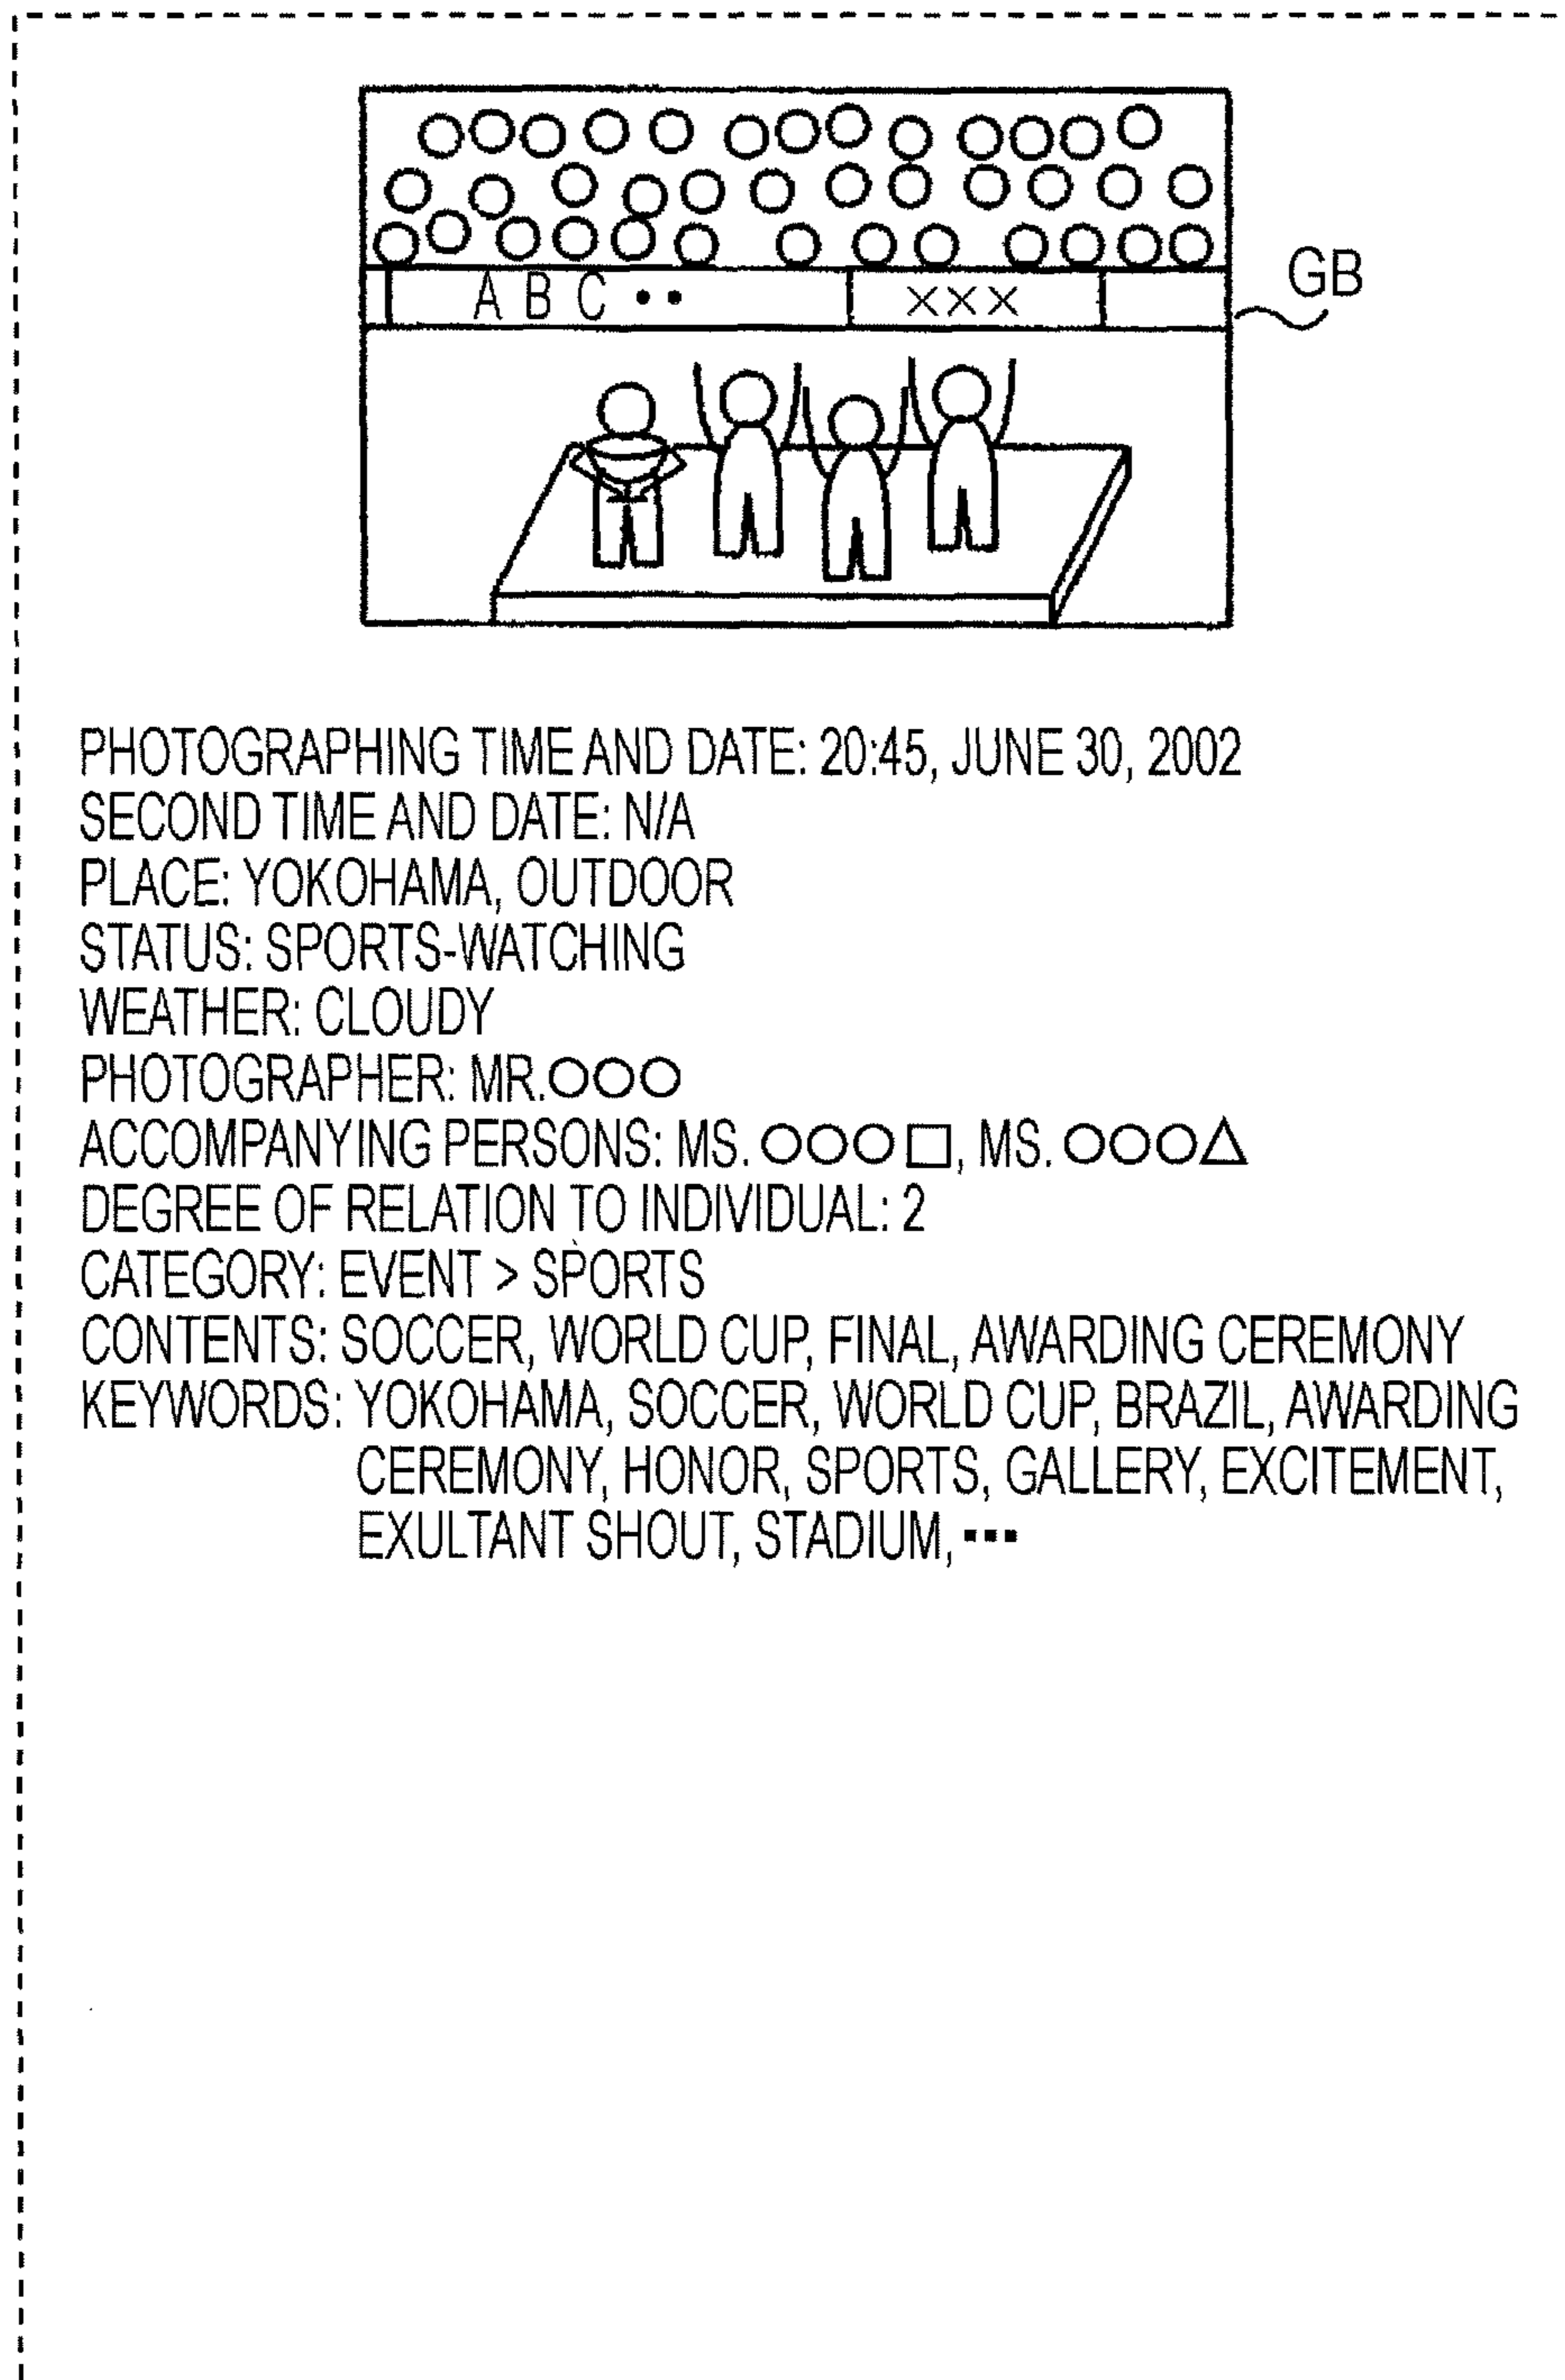 A B C ••
×××
GB
PHOTOGRAPHING TIME AND DATE: 20:45, JUNE 30, 2002
SECOND TIME AND DATE: N/A
PLACE: YOKOHAMA, OUTDOOR
STATUS: SPORTS-WATCHING
WEATHER: CLOUDY
PHOTOGRAPHER: MR.○○○
ACCOMPANYING PERSONS: MS. ○○○□, MS. ○○○△
DEGREE OF RELATION TO INDIVIDUAL: 2
CATEGORY: EVENT > SPORTS
CONTENTS: SOCCER, WORLD CUP, FINAL, AWARDING CEREMONY
KEYWORDS: YOKOHAMA, SOCCER, WORLD CUP, BRAZIL, AWARDING
CEREMONY, HONOR, SPORTS, GALLERY, EXCITEMENT,
EXULTANT SHOUT, STADIUM, ▪▪▪